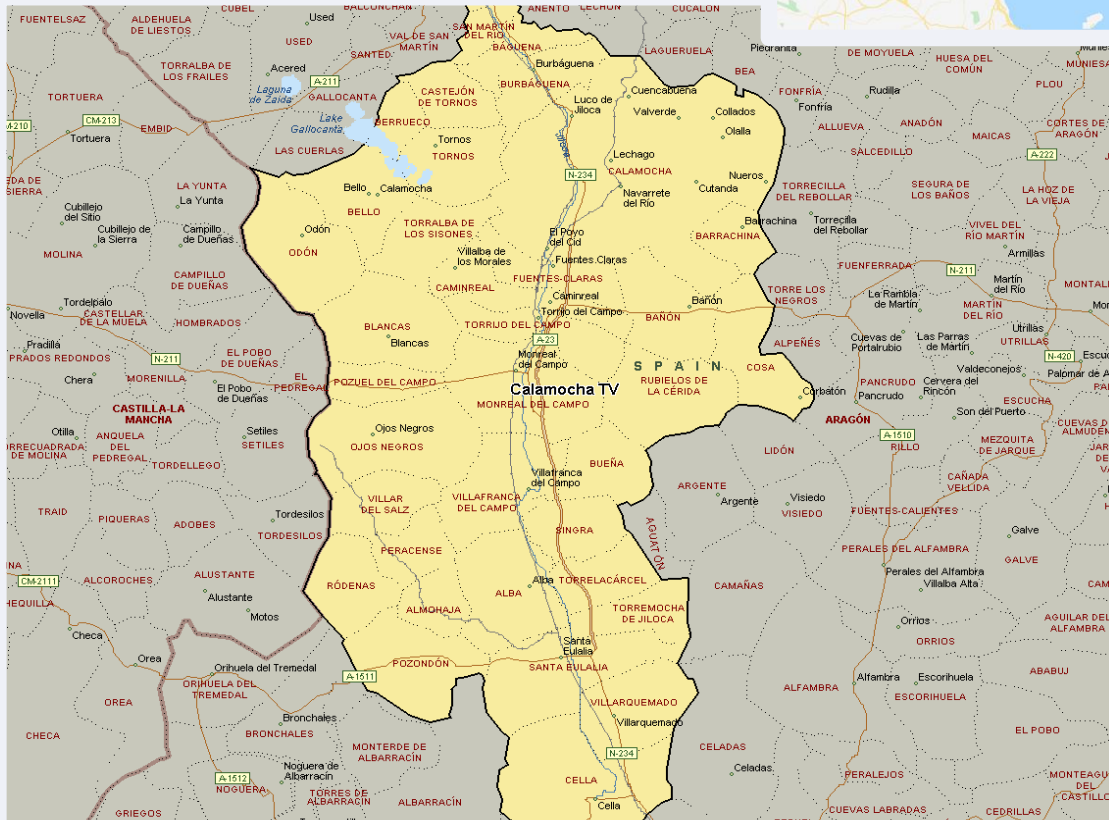 CUBEL
BALCONCHÁN
ANENTO
LECHÓN
CUCALON
FUENTELSAZ
ALDEHUELA
DE LIESTOS
Used
USED
SANTED
VAL DE SAN
MARTÍN
SAN MARTÍN
DEL RIO
BÁGUENA
LAGUERUELA
Piedrahita
DE MOYUELA
HUESA DEL
COMÚN
MUNIESA
TORRALBA DE
LOS FRAILES
Acered
A-211
Laguna
de Zaida
GALLOCANTA
CASTEJÓN
DE TORNOS
Burbáguena
BURBÁGUENA
BEA
PLOU
TORTUERA
Cuencabuena
Valverde
Luco de
Jiloca
Collados
FONFRÍA
Fonfría
Rudilla
CM-210
CM-213
EMBID
Tortuera
Lake
Gallocanta
BERRUECO
Olalla
ALLUEVA
ANADÓN
MAICAS
CORTES DE
ARAGÓN
LAS CUERLAS
Tornos
TORNOS
Lechago
CALAMOCHA
SALCEDILLO
A-222
N-234
LA YUNTA
La Yunta
Bello
Calamocha
BELLO
Navarrete
del Río
Cutanda
Nueros
TORRECILLA
DEL REBOLLAR
SEGURA DE
LOS BAÑOS
LA HOZ DE
LA VIEJA
Cubillejo
del Sitio
Cubillejo de
la Sierra
Campillo
de Dueñas
Odón
ODÓN
TORRALBA DE
LOS SISONES
El Poyo
del Cid
Barrachina
BARRACHINA
Torrecilla
del Rebollar
VIVEL DEL
RÍO MARTÍN
Armillas
MOLINA
CAMPILLO
DE DUEÑAS
Villalba de
los Morales
Fuentes Claras
FUENTES-CLARAS
FUENFERRADA
N-211
Martín
del Río
CAMINREAL
Caminreal
Bañón
TORRE LOS
NEGROS
La Rambla
de Martín
MARTÍN
DEL RÍO
Tordelpalo
CASTELLAR
DE LA MUELA
Novella
HOMBRADOS
BLANCAS
Blancas
Torrijo del Campo
TORRIJO DEL CAMPO
BAÑÓN
ALPEÑÉS
Cuevas de
Portalrubio
Las Parras
de Martín
Utrillas
UTRILLAS
Pradilla
PRADOS REDONDOS
N-211
EL POBO
DE DUEÑAS
A-23
Monreal
del Campo
SPAIN
COSA
N-420
Valdeconejos
Palomar de
Chera
MORENILLA
El Pobo
de Dueñas
EL
PEDREGAL
POZUEL DEL CAMPO
Calamocha TV
RUBIELOS DE
LA CÉRIDA
Corbatón
PANCRUDO
Pancrudo
Cervera del
Rincón
ESCUCHA
CASTILLA-LA
MANCHA
MONREAL DEL CAMPO
ARAGÓN
Son del Puerto
Otilla
ANQUELA
DEL
PEDREGAL
Setiles
SETILES
Ojos Negros
OJOS NEGROS
A-1510
RILLO
MEZQUITA
DE JARQUE
DE MOLINA
TORDELLEGO
BUEÑA
LIDÓN
CAÑADA
VELLIDA
Villafranca
del Campo
ARGENTE
Argente
Visiedo
VISIEDO
TRAID
PIQUERAS
ADOBES
Tordesilos
TORDESILOS
VILLAR
DEL SALZ
VILLAFRANCA
DEL CAMPO
FUENTES-CALIENTES
SINGRA
AGUATÓN
Galve
GALVE
PERACENSE
PERALES DEL ALFAMBRA
Perales del Alfambra
Villalba Alta
CM-2111
ALCOROCHES
ALUSTANTE
Alustante
RÓDENAS
ALBA
Alba
TORRELACÁRCEL
CAMAÑAS
Motos
ALMOHAJA
TORREMOCHA
DE JILOCA
AGUILAR DEL
ALFAMBRA
Orrios
ORRIOS
Checa
Orea
Orihuela del Tremedal
ORIHUELA DEL
TREMEDAL
A-1511
POZONDÓN
Santa
Eulalia
SANTA EULALIA
ALFAMBRA
Alfambra
Escorihuela
ESCORIHUELA
ABABUJ
OREA
VILLARQUEMADO
Villarquemado
CHECA
Bronchales
BRONCHALES
MONTERDE DE
ALBARRACÍN
CELADAS
Celadas
EL POBO
N-234
A-1512
NOGUERA
Noguera de
Albarracín
TORRES DE
ALBARRACÍN
ALBARRACÍN
CELLA
Cella
PERALEJOS
GRIEGOS
CUEVAS LABRADAS
CEDRILLAS